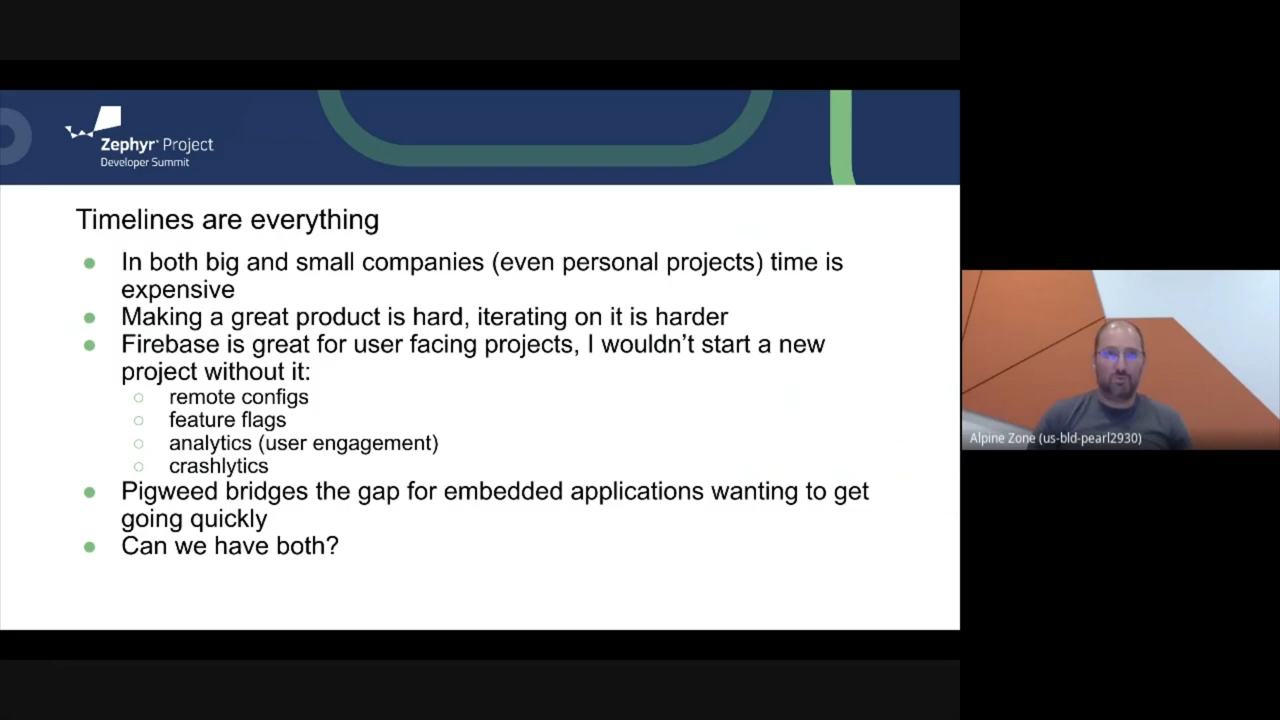 Zephyr® Project
Developer Summit
Timelines are everything
In both big and small companies (even personal projects) time is
expensive
Making a great product is hard, iterating on it is harder
Firebase is great for user facing projects, I wouldn’t start a new
project without it:
remote configs
feature flags
analytics (user engagement)
crashlytics
Pigweed bridges the gap for embedded applications wanting to get
going quickly
Can we have both?
Alpine Zone (us-bld-pearl2930)